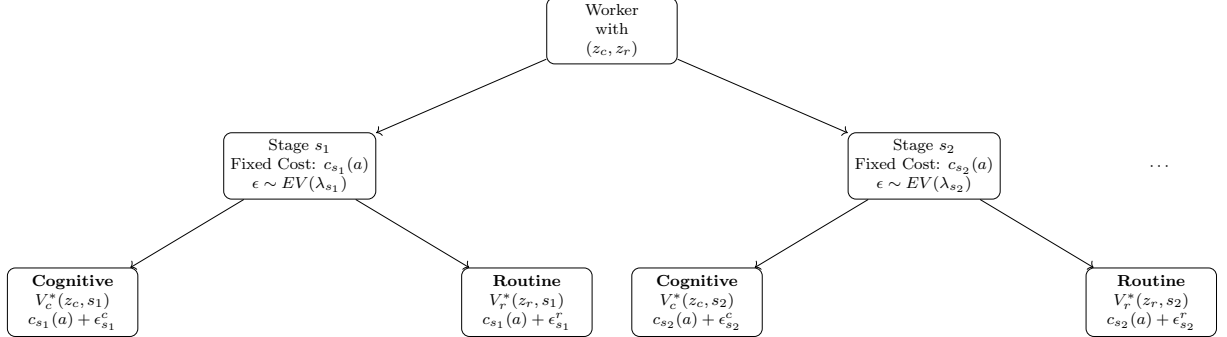 Worker
with
(z_c, z_r)
Stage s_1
Fixed Cost: c_{s_1}(a)
ϵ ∼ EV(λ_{s_1})
Stage s_2
Fixed Cost: c_{s_2}(a)
ϵ ∼ EV(λ_{s_2})
...
Cognitive
V_c^*(z_c, s_1)
c_{s_1}(a) + ϵ_{s_1}^c
Routine
V_r^*(z_r, s_1)
c_{s_1}(a) + ϵ_{s_1}^r
Cognitive
V_c^*(z_c, s_2)
c_{s_2}(a) + ϵ_{s_2}^c
Routine
V_r^*(z_r, s_2)
c_{s_2}(a) + ϵ_{s_2}^r